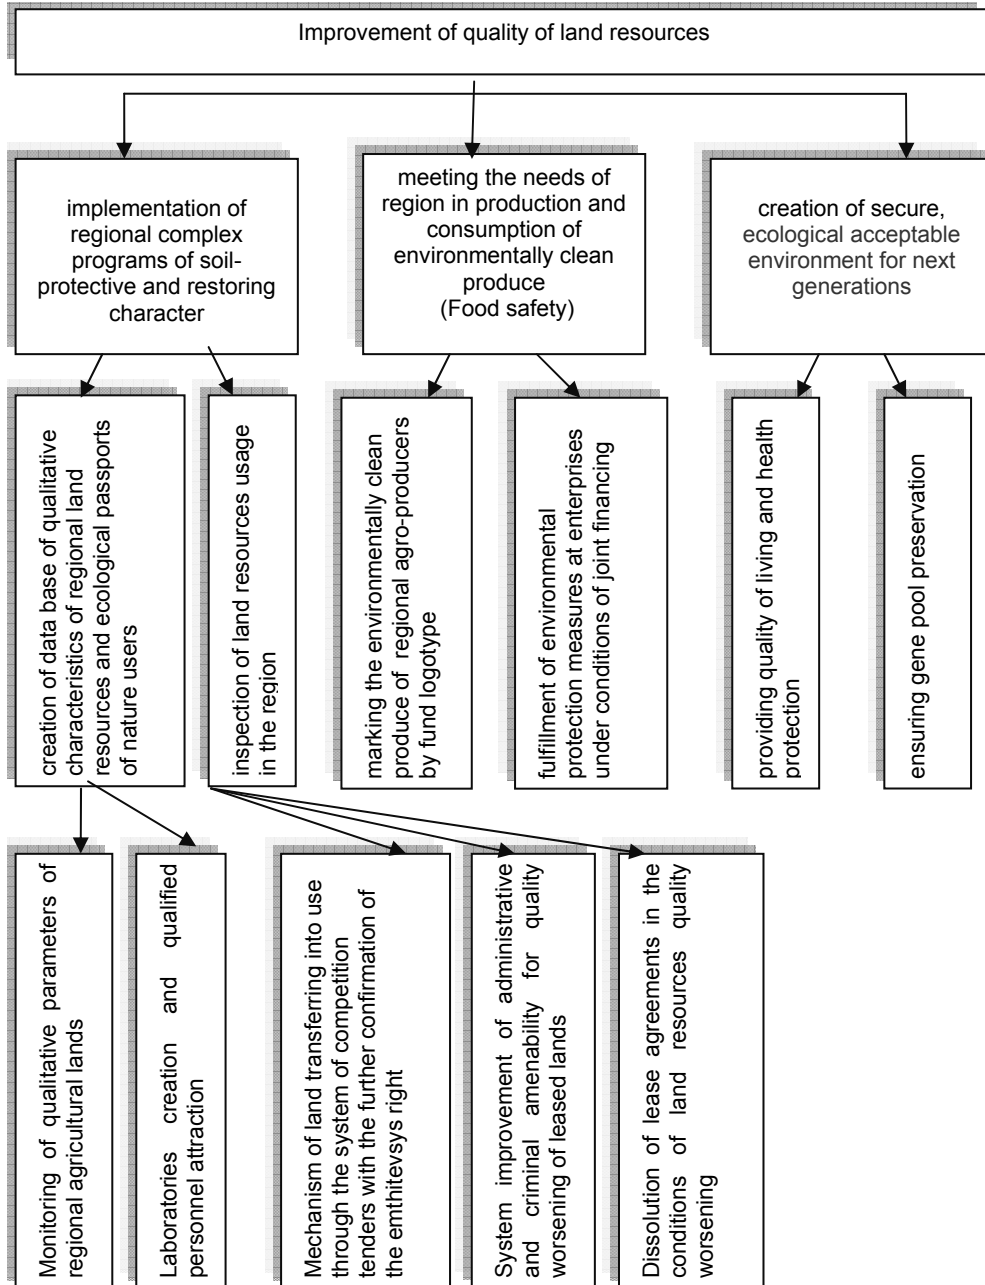 Improvement of quality of land resources
implementation of
regional complex
programs of soil-
protective and restoring
character
meeting the needs of
region in production and
consumption of
environmentally clean
produce
(Food safety)
creation of secure,
ecological acceptable
environment for next
generations
creation of data base of qualitative
characteristics of regional land
resources and ecological passports
of nature users
inspection of land resources usage
in the region
marking the environmentally clean
produce of regional agro-producers
by fund logotype
fulfillment of environmental
protection measures at enterprises
under conditions of joint financing
providing quality of living and health
protection
ensuring gene pool preservation
Monitoring of qualitative parameters of
regional agricultural lands
Laboratories creation and qualified
personnel attraction
Mechanism of land transferring into use
through the system of competition
tenders with the further confirmation of
the emthitevsys right
System improvement of administrative
and criminal amenability for quality
worsening of leased lands
Dissolution of lease agreements in the
conditions of land resources quality
worsening